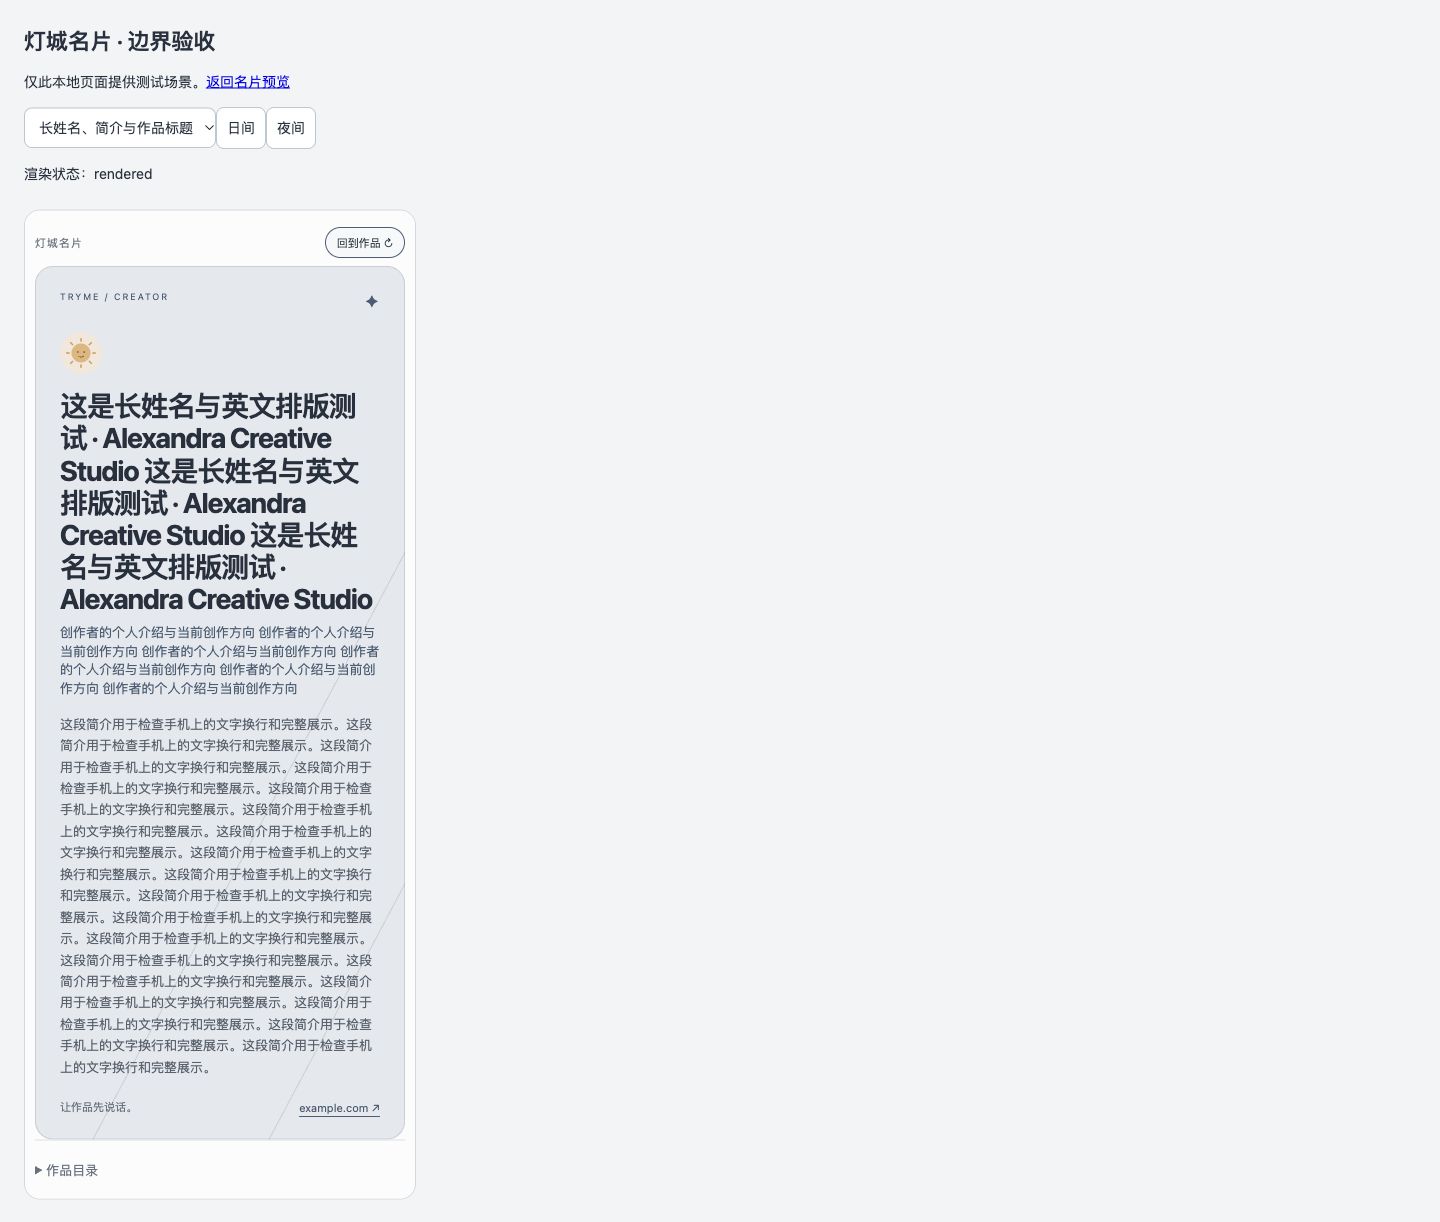 灯城名片 · 边界验收
仅此本地页面提供测试场景。返回名片预览
长姓名、简介与作品标题
日间
夜间
渲染状态：rendered
灯城名片
回到作品 ↻
TRYME / CREATOR
这是长姓名与英文排版测
试 · Alexandra Creative
Studio 这是长姓名与英文
排版测试 · Alexandra
Creative Studio 这是长姓
名与英文排版测试 ·
Alexandra Creative Studio
创作者的个人介绍与当前创作方向 创作者的个人介绍与
当前创作方向 创作者的个人介绍与当前创作方向 创作者
的个人介绍与当前创作方向 创作者的个人介绍与当前创
作方向 创作者的个人介绍与当前创作方向
这段简介用于检查手机上的文字换行和完整展示。这段
简介用于检查手机上的文字换行和完整展示。这段简介
用于检查手机上的文字换行和完整展示。这段简介用于
检查手机上的文字换行和完整展示。这段简介用于检查
手机上的文字换行和完整展示。这段简介用于检查手机
上的文字换行和完整展示。这段简介用于检查手机上的
文字换行和完整展示。这段简介用于检查手机上的文字
换行和完整展示。这段简介用于检查手机上的文字换行
和完整展示。这段简介用于检查手机上的文字换行和完
整展示。这段简介用于检查手机上的文字换行和完整展
示。这段简介用于检查手机上的文字换行和完整展示。
这段简介用于检查手机上的文字换行和完整展示。这段
简介用于检查手机上的文字换行和完整展示。这段简介
用于检查手机上的文字换行和完整展示。这段简介用于
检查手机上的文字换行和完整展示。这段简介用于检查
手机上的文字换行和完整展示。这段简介用于检查手机
上的文字换行和完整展示。
让作品先说话。
example.com ↗
作品目录